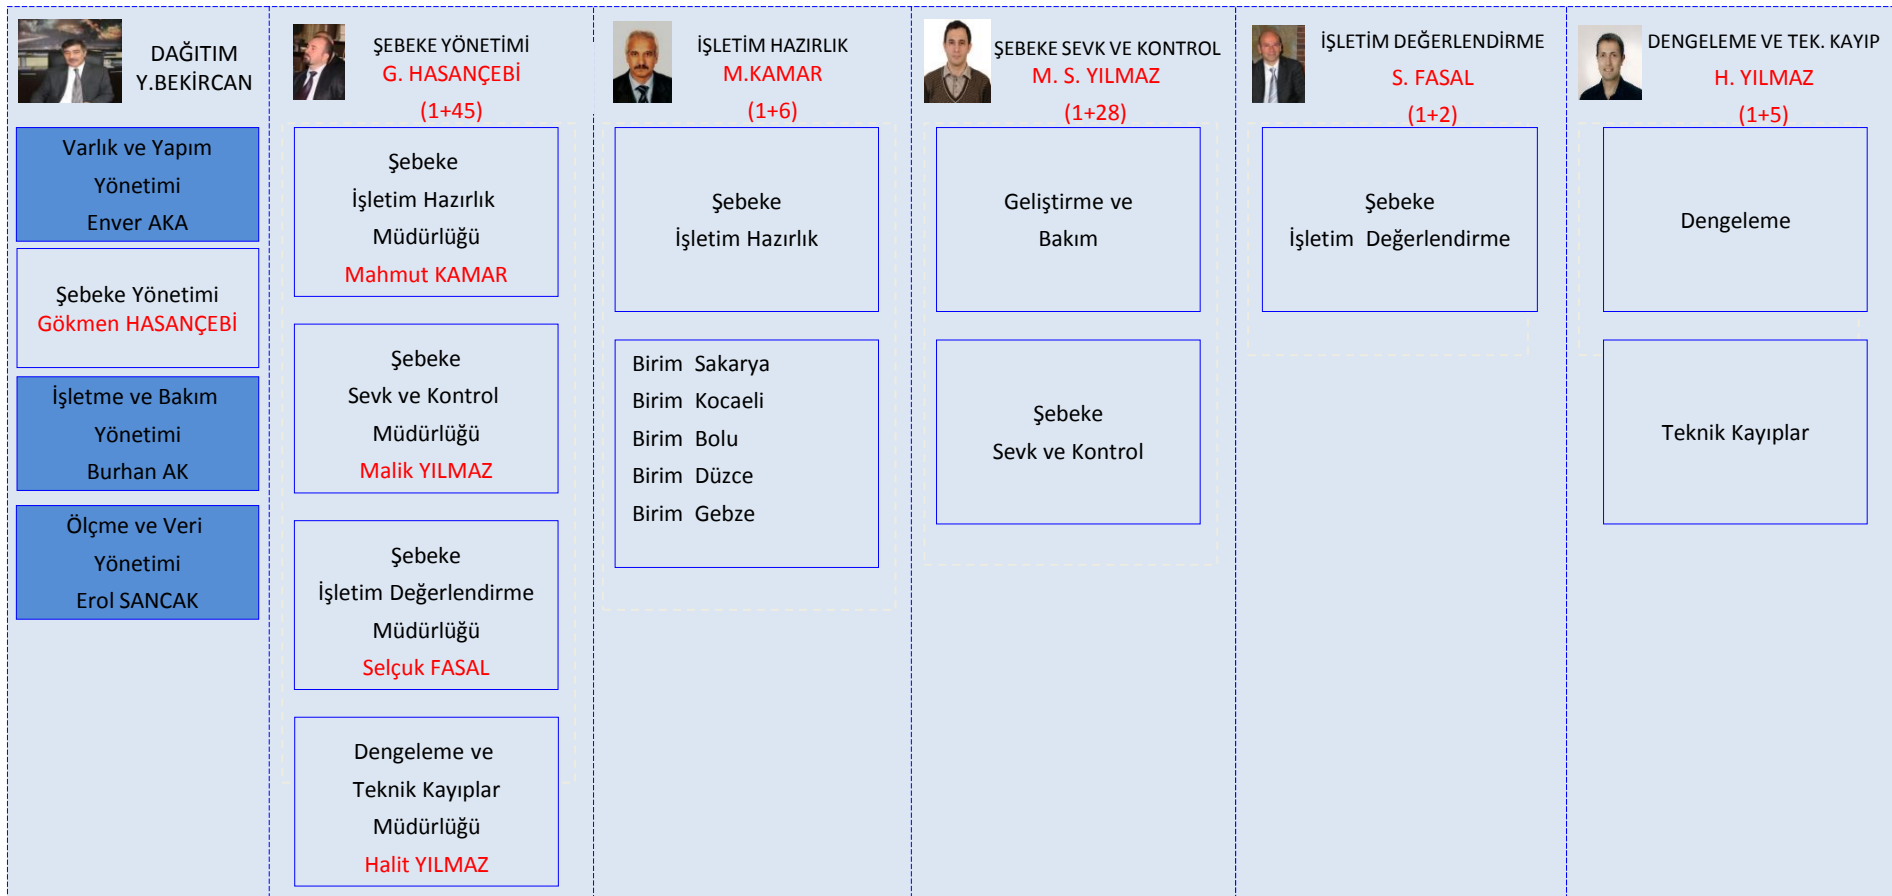 DAĞITIM
Y.BEKİRCAN
Varlık ve Yapım
Yönetimi
Enver AKA
Şebeke Yönetimi
Gökmen HASANÇEBİ
İşletme ve Bakım
Yönetimi
Burhan AK
Ölçme ve Veri
Yönetimi
Erol SANCAK
ŞEBEKE YÖNETİMİ
G. HASANÇEBİ
(1+45)
Şebeke
İşletim Hazırlık
Müdürlüğü
Mahmut KAMAR
Şebeke
Sevk ve Kontrol
Müdürlüğü
Malik YILMAZ
Şebeke
İşletim Değerlendirme
Müdürlüğü
Selçuk FASAL
Dengeleme ve
Teknik Kayıplar
Müdürlüğü
Halit YILMAZ
İŞLETİM HAZIRLIK
M.KAMAR
(1+6)
Şebeke
İşletim Hazırlık
Birim Sakarya
Birim Kocaeli
Birim Bolu
Birim Düzce
Birim Gebze
ŞEBEKE SEVK VE KONTROL
M. S. YILMAZ
(1+28)
Geliştirme ve
Bakım
Şebeke
Sevk ve Kontrol
İŞLETİM DEĞERLENDİRME
S. FASAL
(1+2)
Şebeke
İşletim Değerlendirme
DENGELEME VE TEK. KAYIP
H. YILMAZ
(1+5)
Dengeleme
Teknik Kayıplar